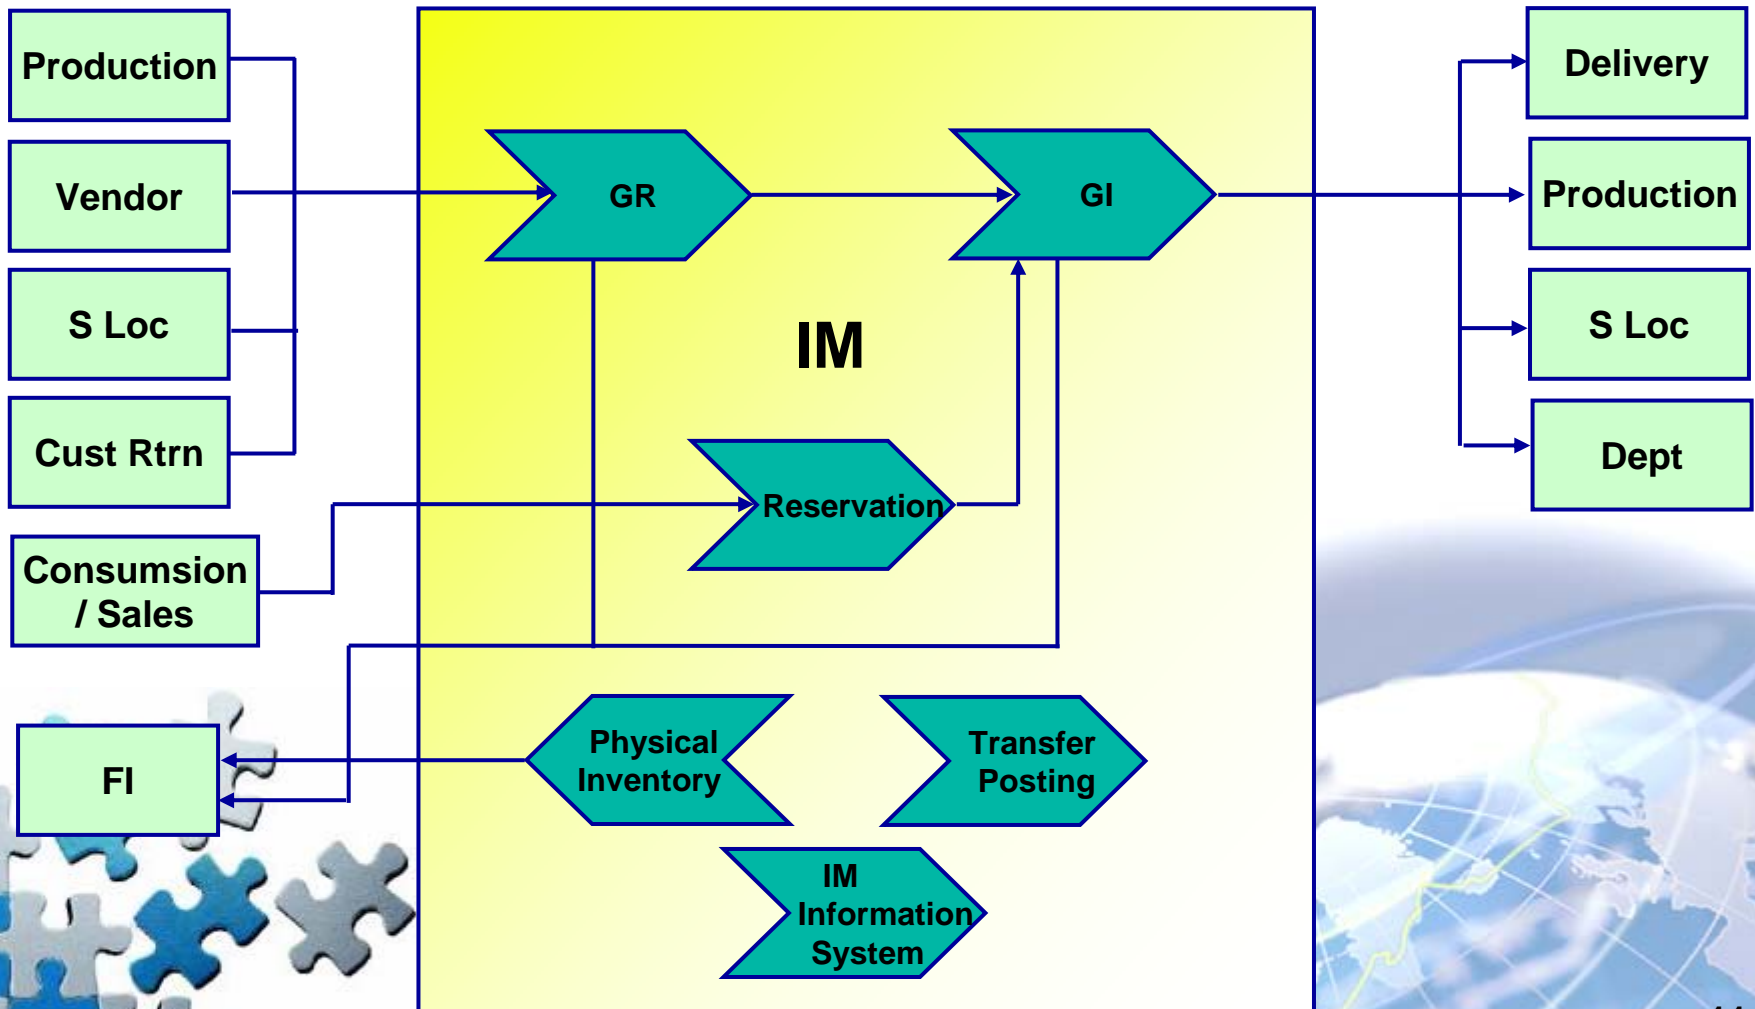 Production
Vendor
S Loc
Cust Rtrn
Consumsion
/ Sales
FI
GR
GI
IM
Reservation
Physical
Inventory
Transfer
Posting
IM
Information
System
Delivery
Production
S Loc
Dept